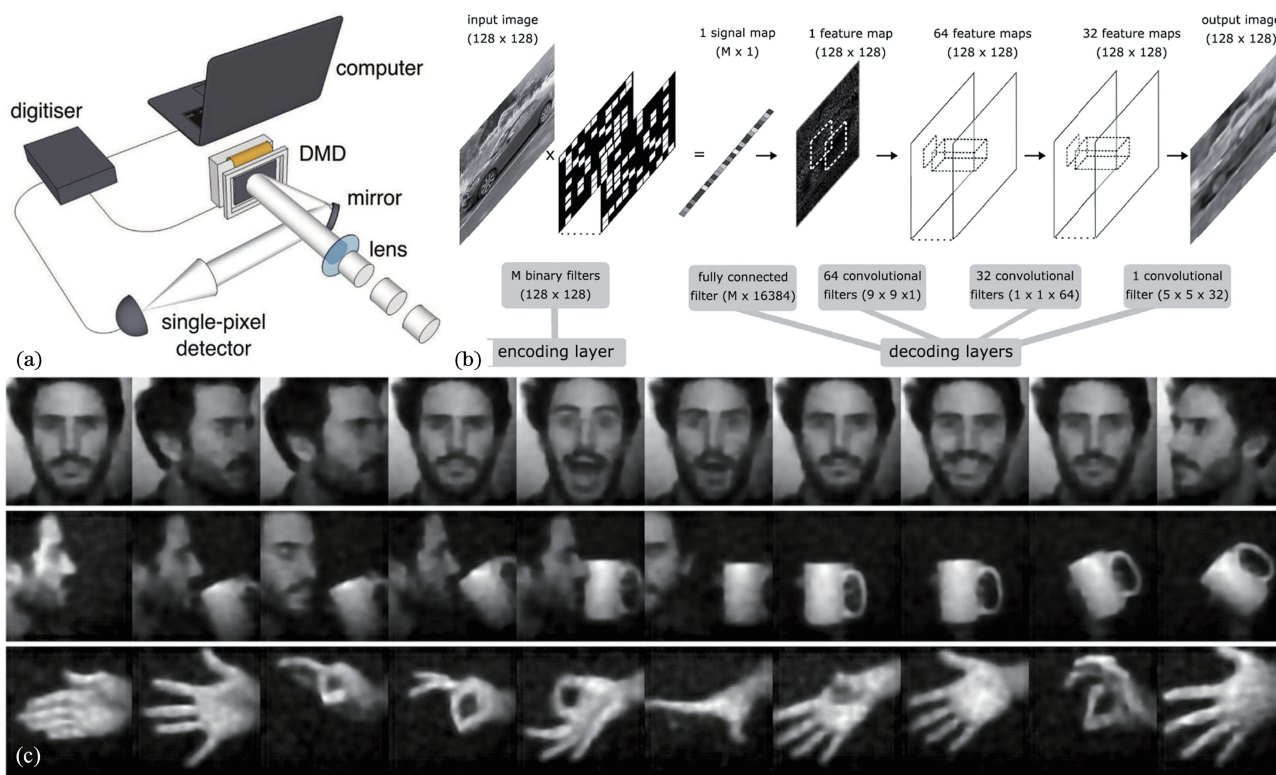 computer
digitiser
DMD
mirror
lens
single-pixel
detector
(a)
input image
(128 x 128)
1 signal map
(M x 1)
1 feature map
(128 x 128)
64 feature maps
(128 x 128)
32 feature maps
(128 x 128)
output image
(128 x 128)
x
=
M binary filters
(128 x 128)
fully connected
filter (M x 16384)
64 convolutional
filters (9 x 9 x1)
32 convolutional
filters (1 x 1 x 64)
1 convolutional
filter (5 x 5 x 32)
(b)
encoding layer
decoding layers
(c)